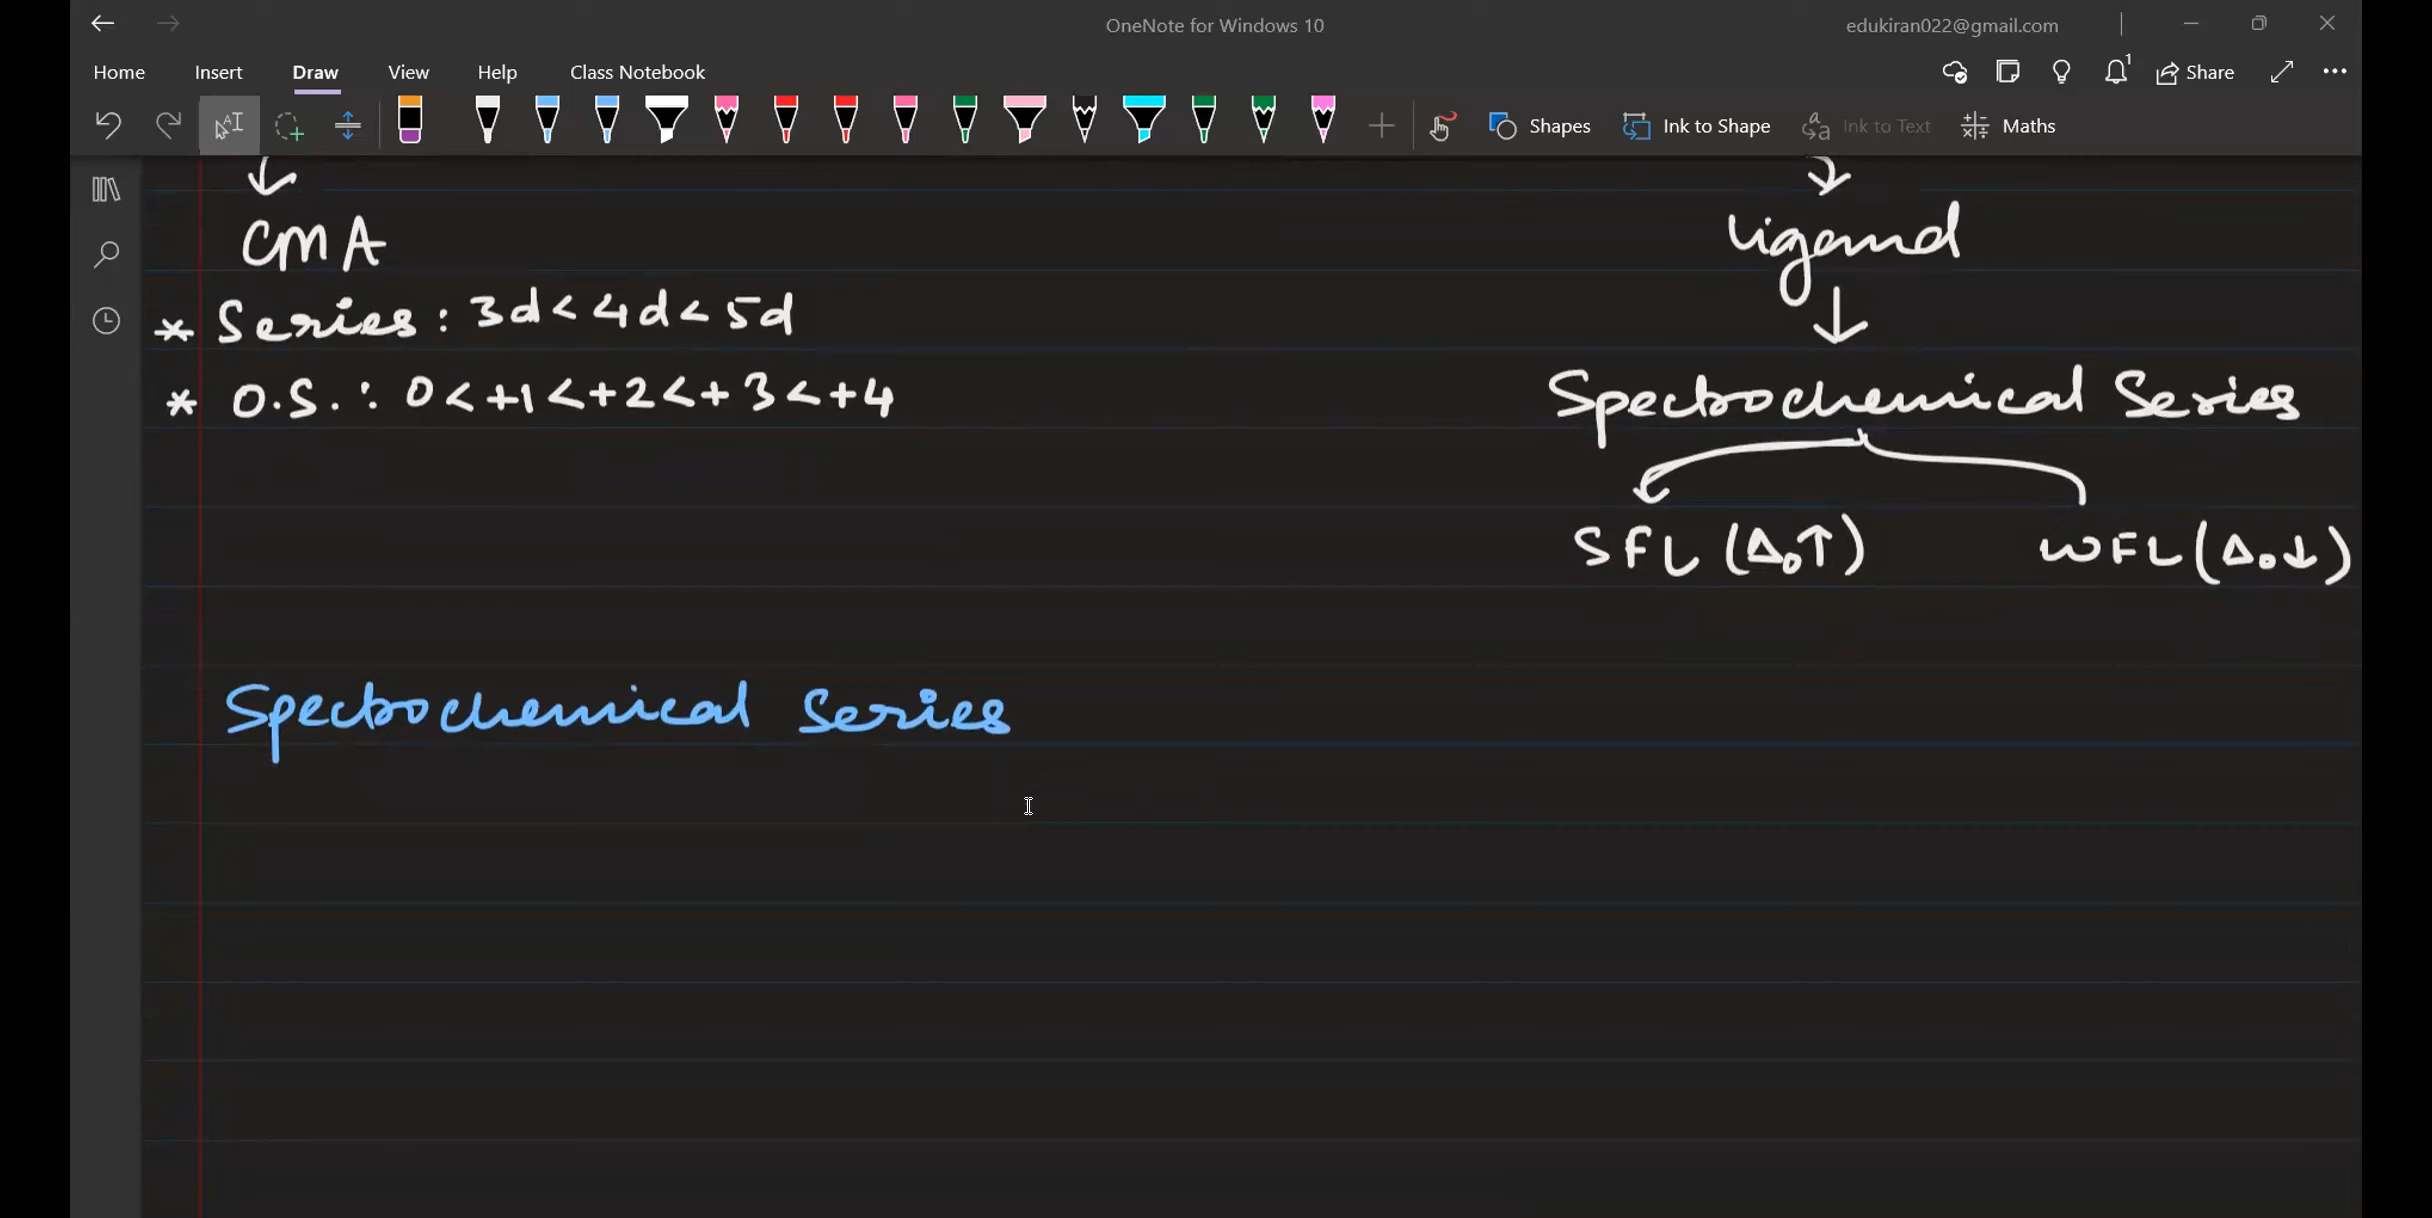 OneNote for Windows 10
edukiran022@gmail.com
Home Insert Draw View Help Class Notebook
1
Share
Shapes Ink to Shape Ink to Text Maths
CMA
* Series : 3d < 4d < 5d
* O.S. : 0 < +1 < +2 < +3 < +4
Ligand
Spectrochemical Series
SFL (Δo↑) WFL (Δo↓)
Spectrochemical Series